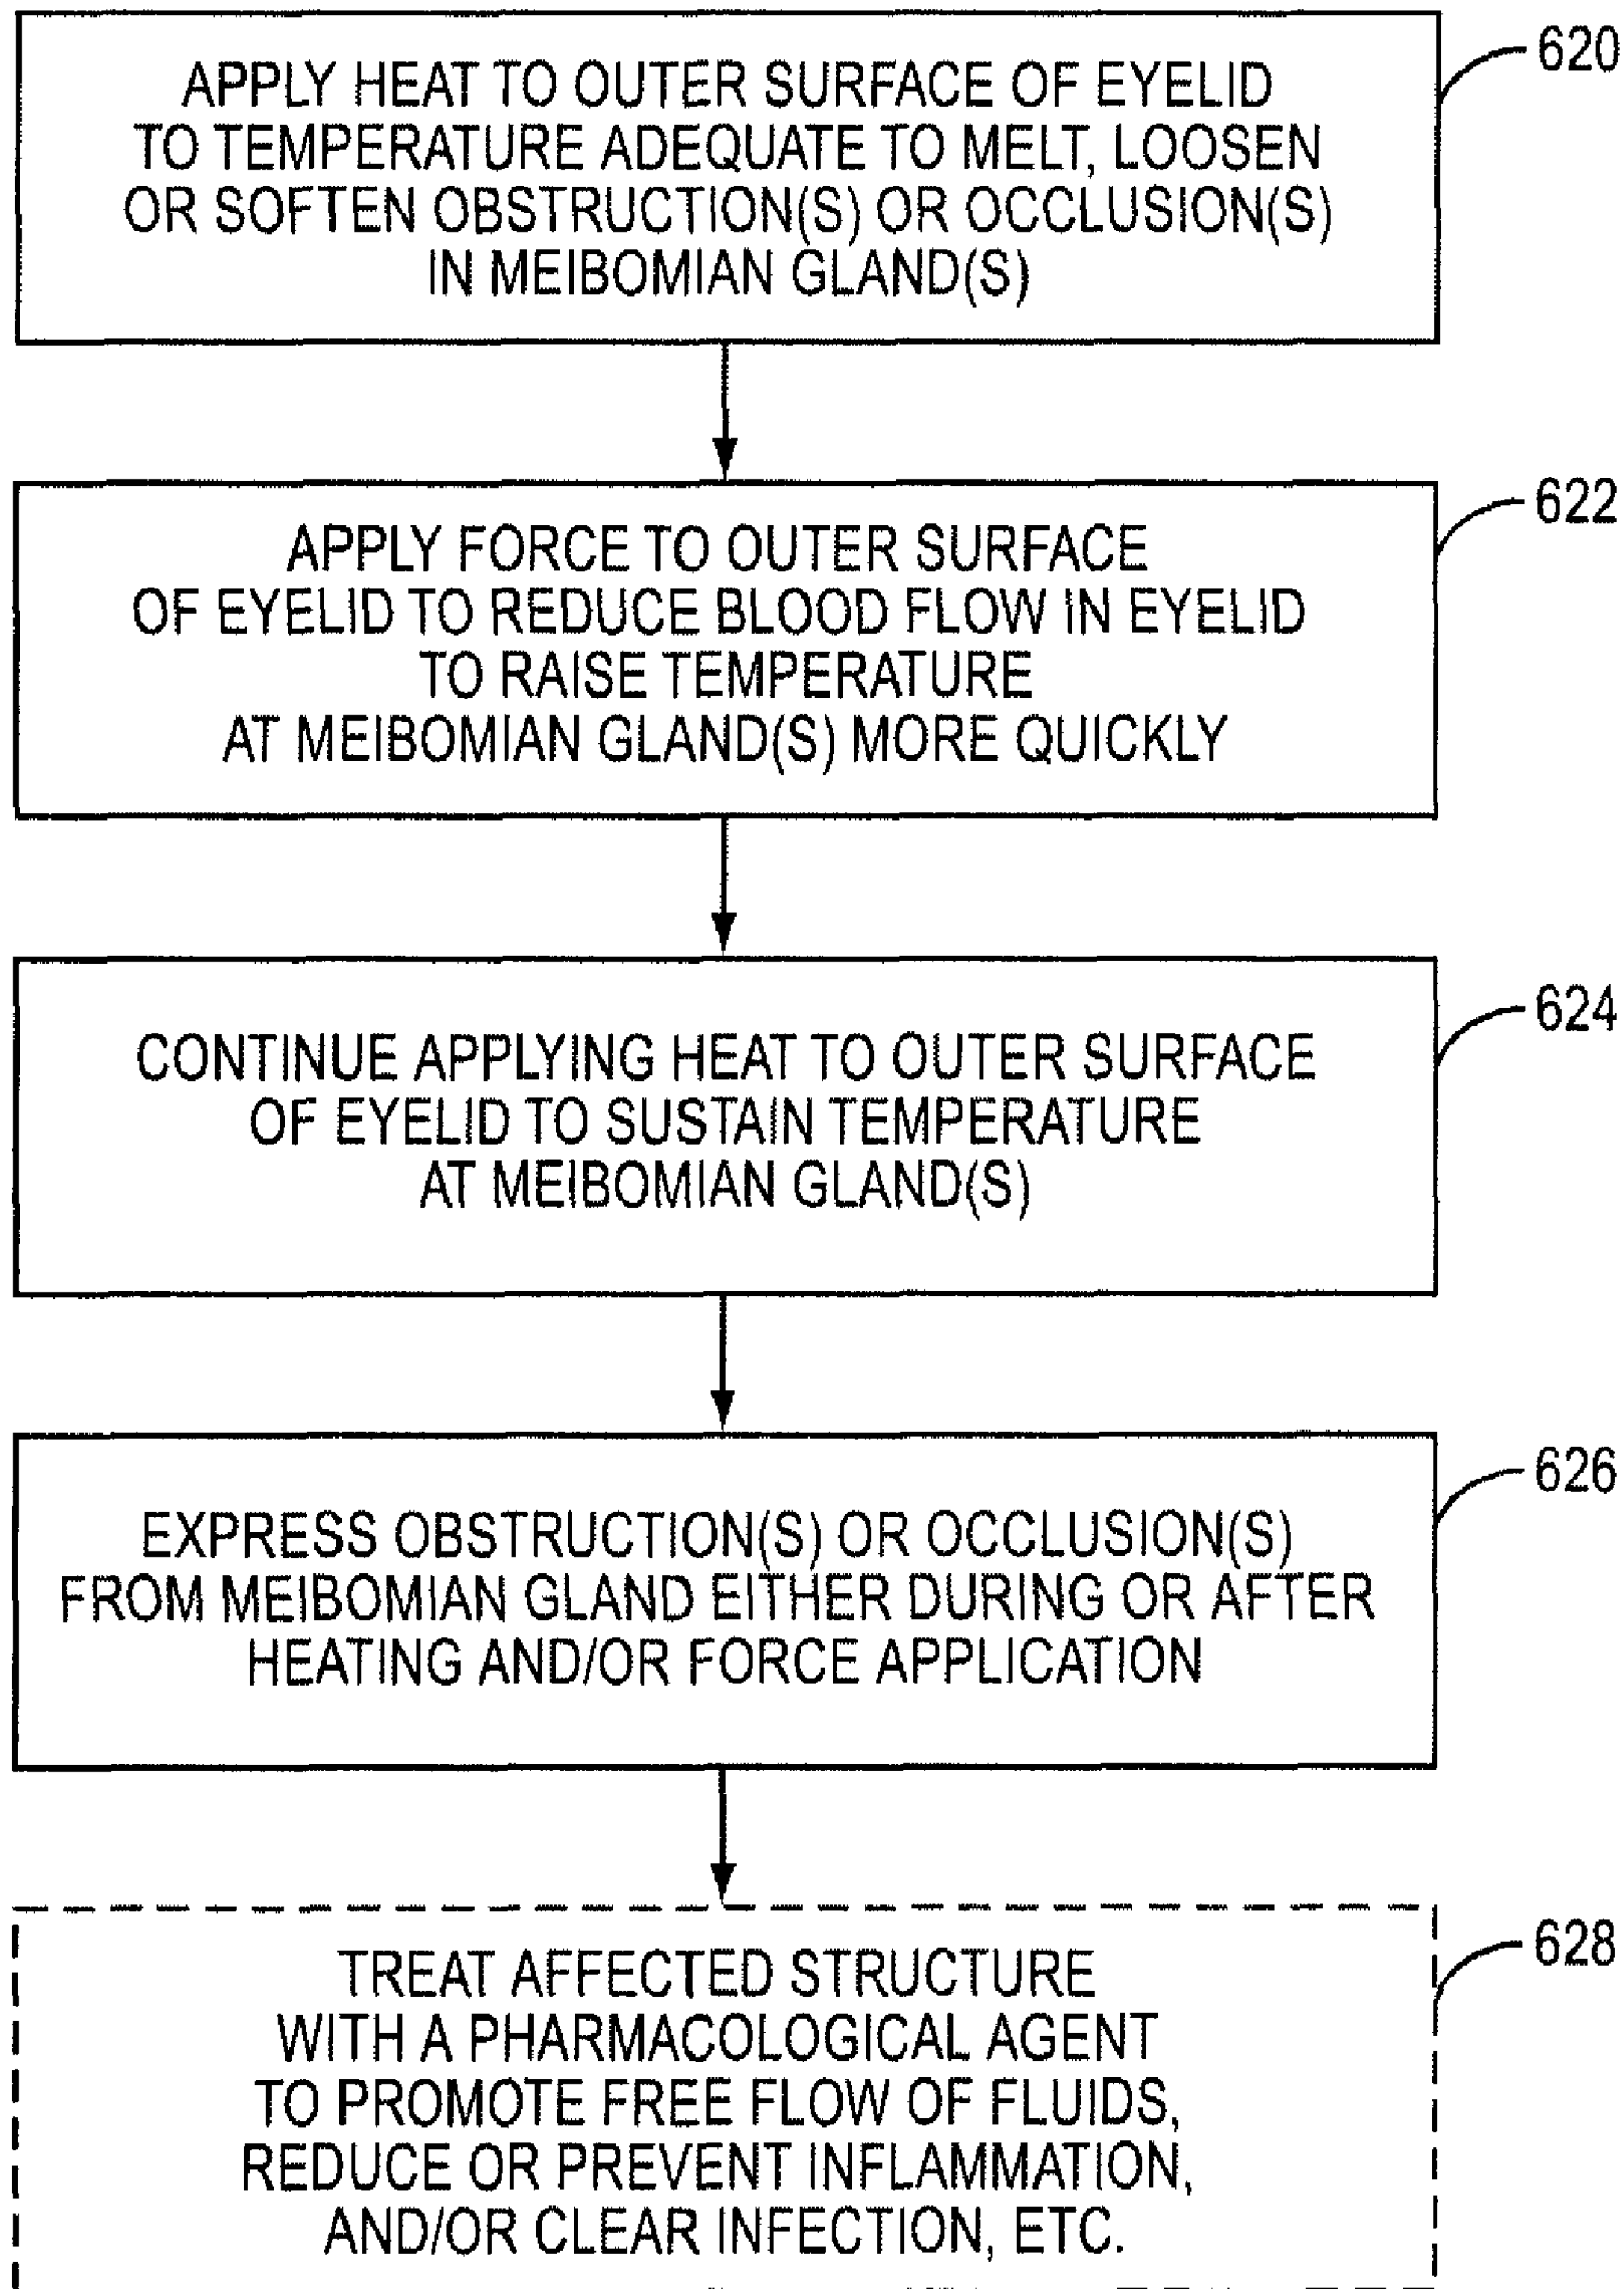 APPLY HEAT TO OUTER SURFACE OF EYELID
TO TEMPERATURE ADEQUATE TO MELT, LOOSEN
OR SOFTEN OBSTRUCTION(S) OR OCCLUSION(S)
IN MEIBOMIAN GLAND(S)
620
APPLY FORCE TO OUTER SURFACE
OF EYELID TO REDUCE BLOOD FLOW IN EYELID
TO RAISE TEMPERATURE
AT MEIBOMIAN GLAND(S) MORE QUICKLY
622
CONTINUE APPLYING HEAT TO OUTER SURFACE
OF EYELID TO SUSTAIN TEMPERATURE
AT MEIBOMIAN GLAND(S)
624
EXPRESS OBSTRUCTION(S) OR OCCLUSION(S)
FROM MEIBOMIAN GLAND EITHER DURING OR AFTER
HEATING AND/OR FORCE APPLICATION
626
TREAT AFFECTED STRUCTURE
WITH A PHARMACOLOGICAL AGENT
TO PROMOTE FREE FLOW OF FLUIDS,
REDUCE OR PREVENT INFLAMMATION,
AND/OR CLEAR INFECTION, ETC.
628